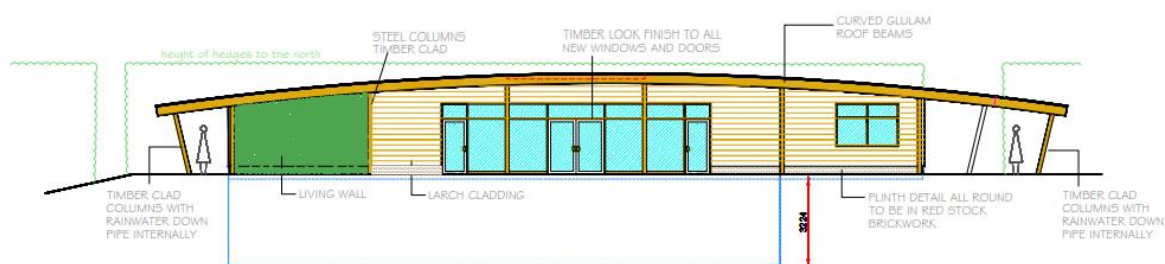 CURVED GLULAM
ROOF BEAMS
STEEL COLUMNS
TIMBER CLAD
TIMBER LOOK FINISH TO ALL
NEW WINDOWS AND DOORS
height of hedges to the north
TIMBER CLAD
COLUMNS WITH
RAINWATER DOWN
PIPE INTERNALLY
LIVING WALL
LARCH CLADDING
3224
PLINTH DETAIL ALL ROUND
TO BE IN RED STOCK
BRICKWORK
TIMBER CLAD
COLUMNS WITH
RAINWATER DOWN
PIPE INTERNALLY